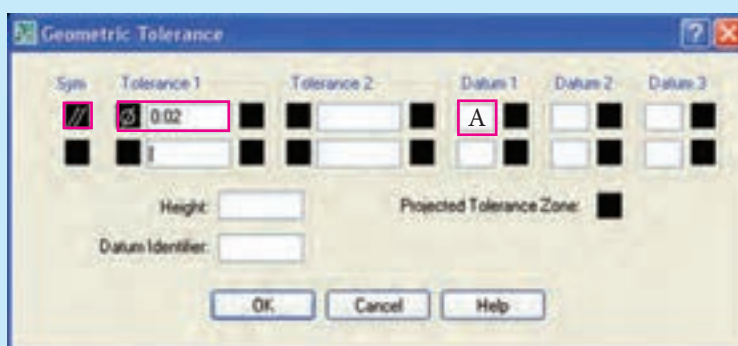 Geometric Tolerance
Sym Tolerance 1 Tolerance 2 Datum 1 Datum 2 Datum 3
// Ø 0.02 A
Height:
Projected Tolerance Zone:
Datum Identifier:
OK Cancel Help